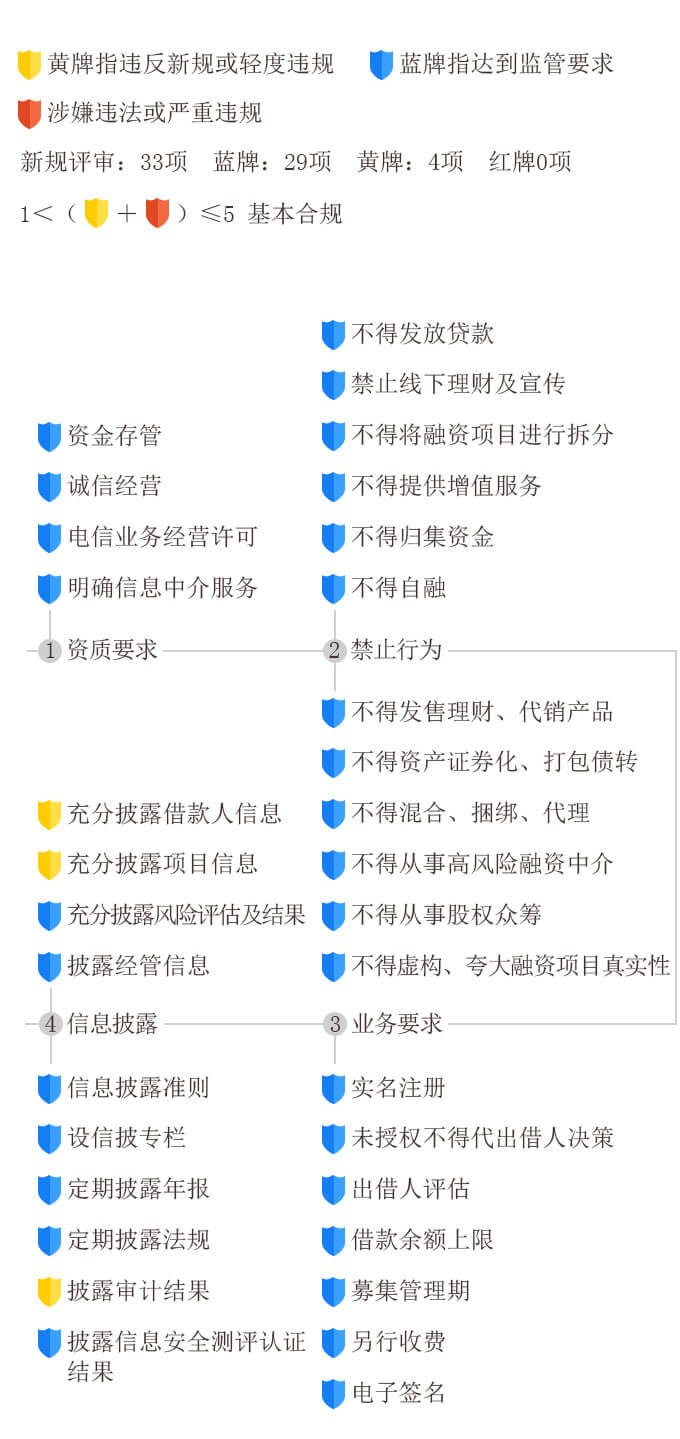 黄牌指违反新规或轻度违规
蓝牌指达到监管要求
涉嫌违法或严重违规
新规评审：33项 蓝牌：29项 黄牌：4项 红牌0项
1＜（ ＋ ）≤5 基本合规
资金存管
诚信经营
电信业务经营许可
明确信息中介服务
1 资质要求
不得发放贷款
禁止线下理财及宣传
不得将融资项目进行拆分
不得提供增值服务
不得归集资金
不得自融
2 禁止行为
不得发售理财、代销产品
不得资产证券化、打包债转
不得混合、捆绑、代理
不得从事高风险融资中介
不得从事股权众筹
不得虚构、夸大融资项目真实性
3 业务要求
实名注册
未授权不得代出借人决策
出借人评估
借款余额上限
募集管理期
另行收费
电子签名
充分披露借款人信息
充分披露项目信息
充分披露风险评估及结果
披露经管信息
4 信息披露
信息披露准则
设信披专栏
定期披露年报
定期披露法规
披露审计结果
披露信息安全测评认证
结果